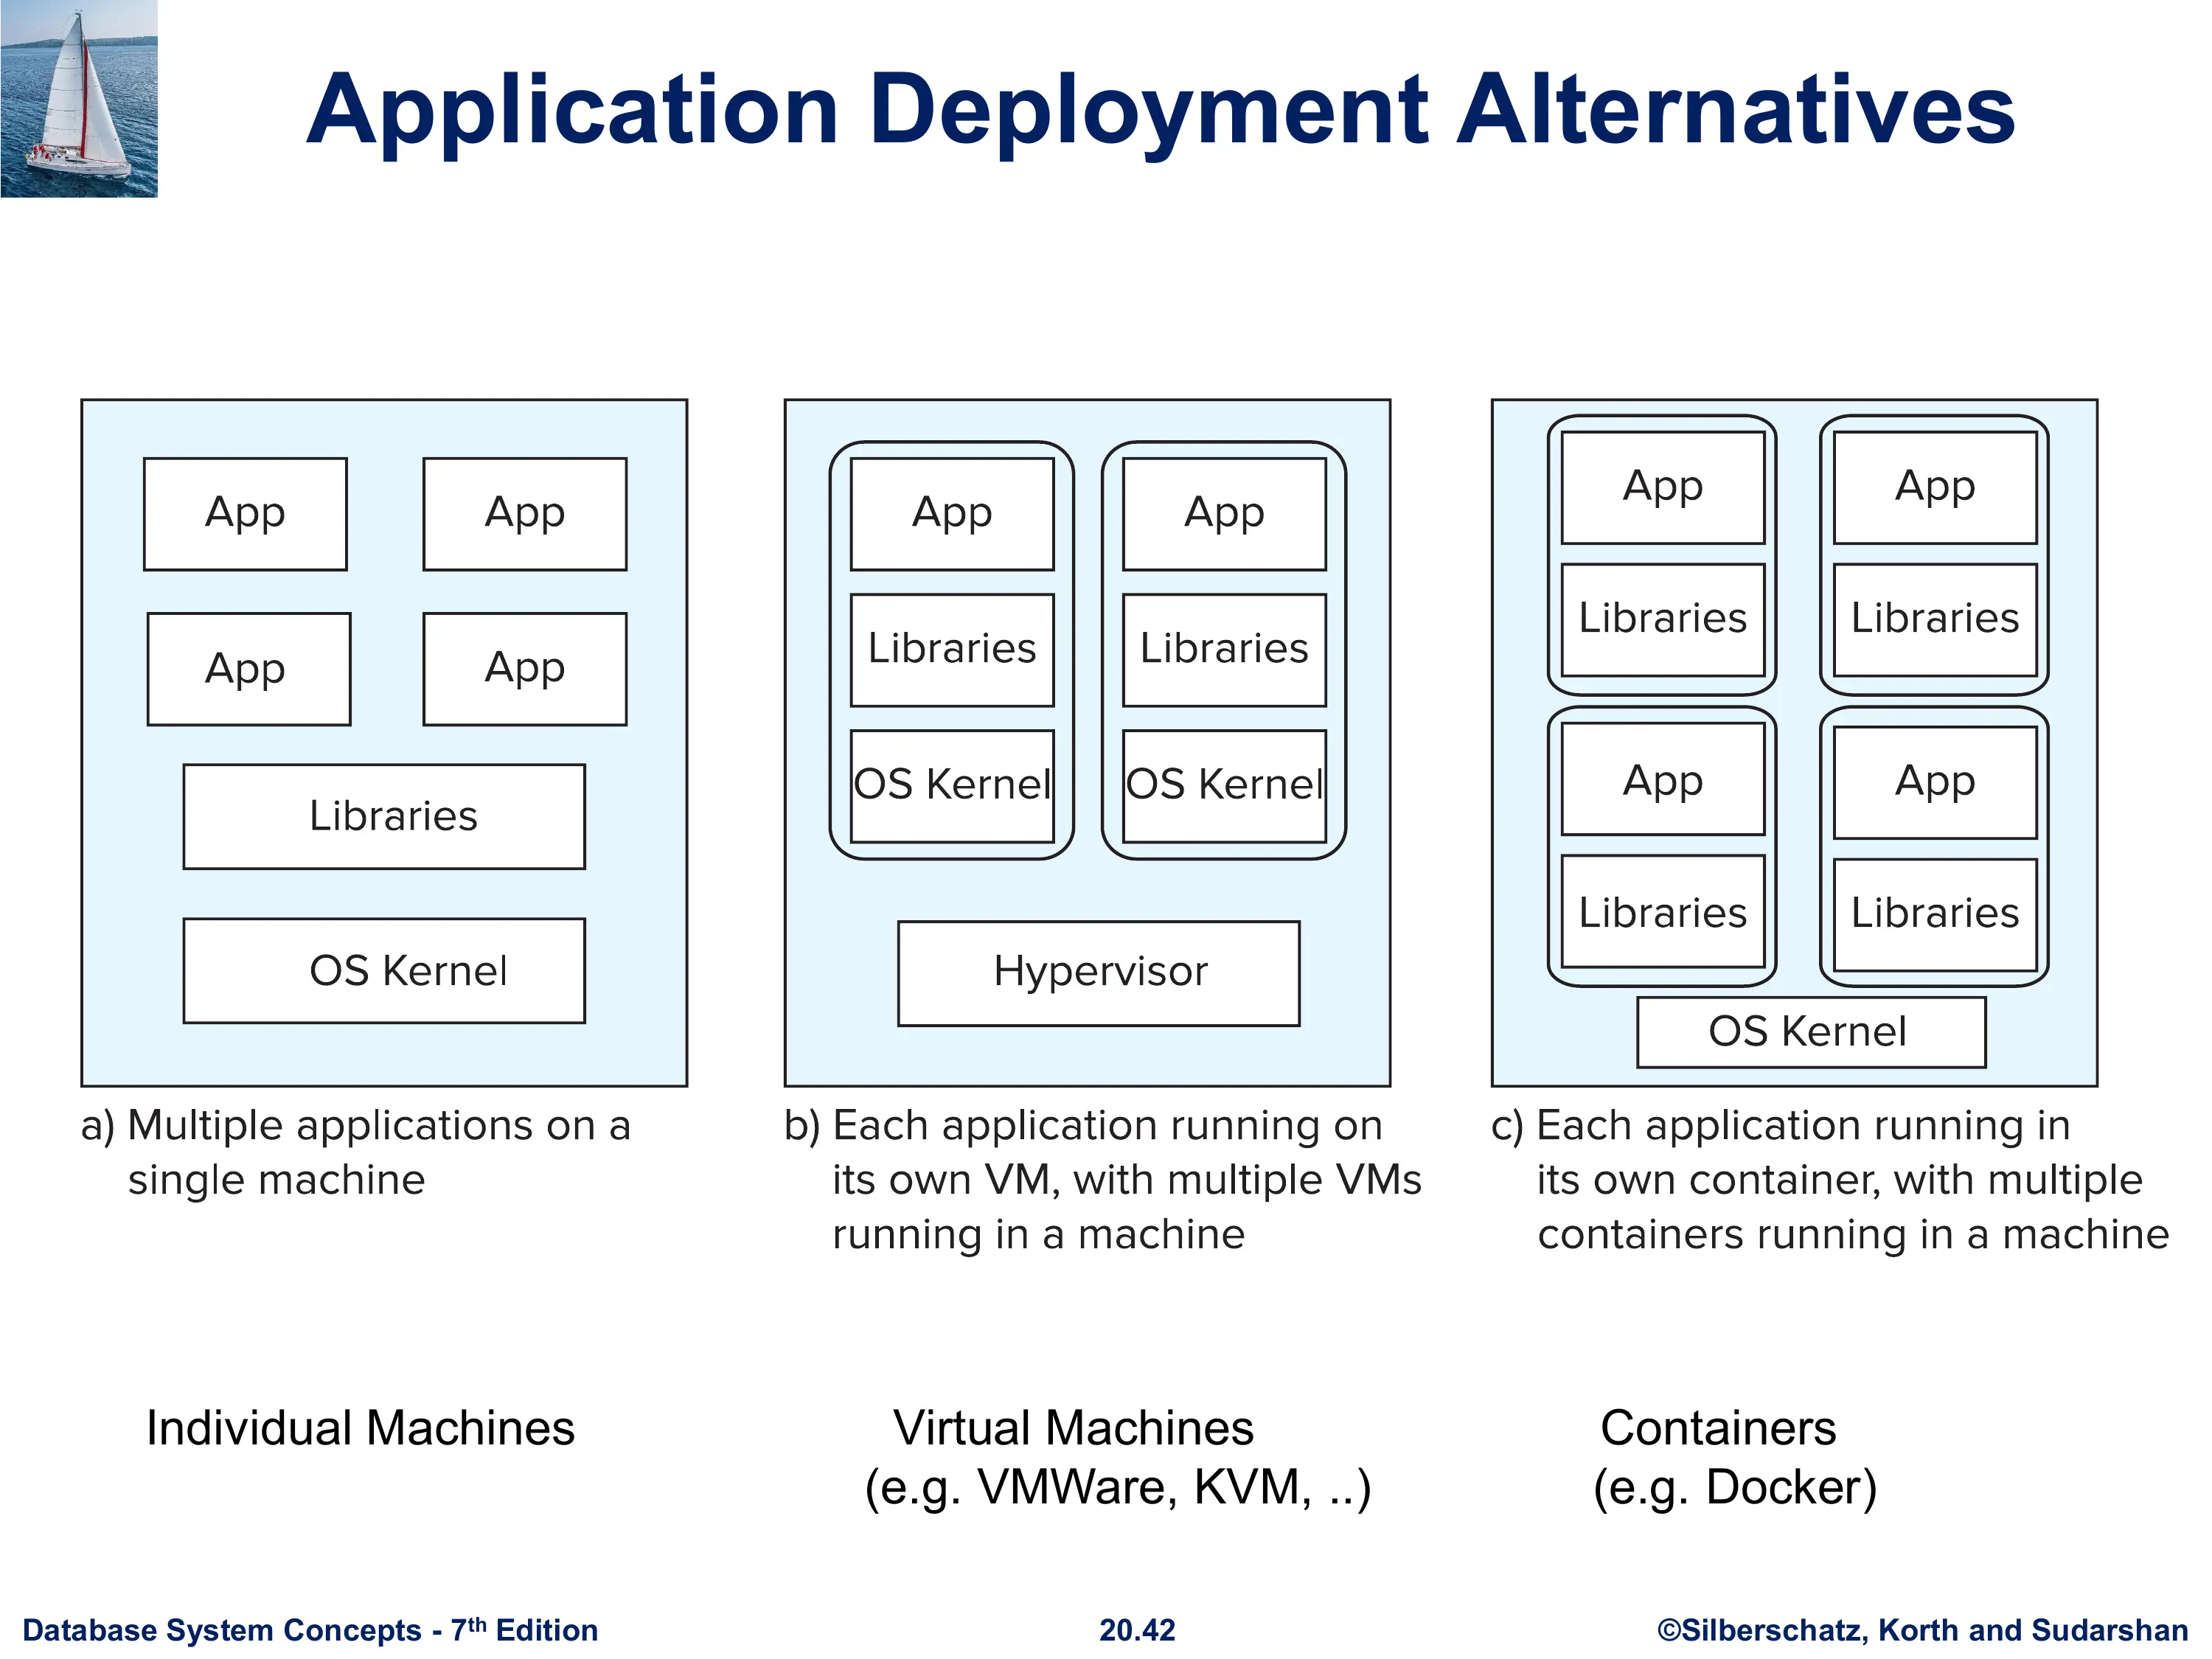 Application Deployment Alternatives
App
App
App
App
Libraries
OS Kernel
a) Multiple applications on a
single machine
App
App
Libraries
Libraries
OS Kernel
OS Kernel
Hypervisor
b) Each application running on
its own VM, with multiple VMs
running in a machine
App
App
Libraries
Libraries
App
App
Libraries
Libraries
OS Kernel
c) Each application running in
its own container, with multiple
containers running in a machine
Individual Machines
Virtual Machines
(e.g. VMWare, KVM, ..)
Containers
(e.g. Docker)
Database System Concepts - 7th Edition
20.42
©Silberschatz, Korth and Sudarshan